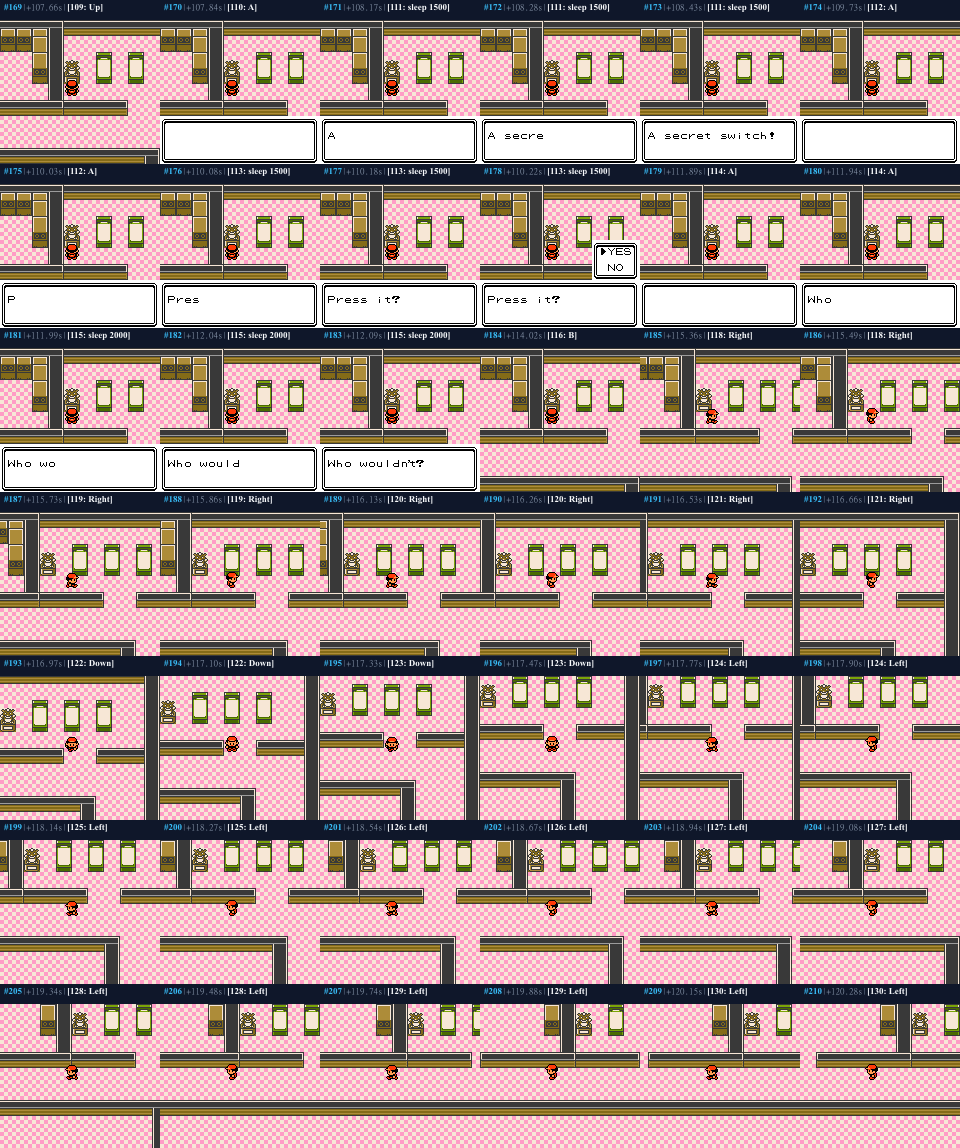 #169|+107.66s| [109: Up]
#170|+107.84s| [110: A]
#171|+108.17s| [111: sleep 1500]
#172|+108.28s| [111: sleep 1500]
#173|+108.43s| [111: sleep 1500]
#174|+109.73s| [112: A]
A
A secre
A secret switch!
#175|+110.03s| [112: A]
#176|+110.08s| [113: sleep 1500]
#177|+110.18s| [113: sleep 1500]
#178|+110.22s| [113: sleep 1500]
#179|+111.89s| [114: A]
#180|+111.94s| [114: A]
▶YES
NO
P
Pres
Press it?
Press it?
Who
#181|+111.99s| [115: sleep 2000]
#182|+112.04s| [115: sleep 2000]
#183|+112.09s| [115: sleep 2000]
#184|+114.02s| [116: B]
#185|+115.36s| [118: Right]
#186|+115.49s| [118: Right]
Who wo
Who would
Who wouldn't?
#187|+115.73s| [119: Right]
#188|+115.86s| [119: Right]
#189|+116.13s| [120: Right]
#190|+116.26s| [120: Right]
#191|+116.53s| [121: Right]
#192|+116.66s| [121: Right]
#193|+116.97s| [122: Down]
#194|+117.10s| [122: Down]
#195|+117.33s| [123: Down]
#196|+117.47s| [123: Down]
#197|+117.77s| [124: Left]
#198|+117.90s| [124: Left]
#199|+118.14s| [125: Left]
#200|+118.27s| [125: Left]
#201|+118.54s| [126: Left]
#202|+118.67s| [126: Left]
#203|+118.94s| [127: Left]
#204|+119.08s| [127: Left]
#205|+119.34s| [128: Left]
#206|+119.48s| [128: Left]
#207|+119.74s| [129: Left]
#208|+119.88s| [129: Left]
#209|+120.15s| [130: Left]
#210|+120.28s| [130: Left]